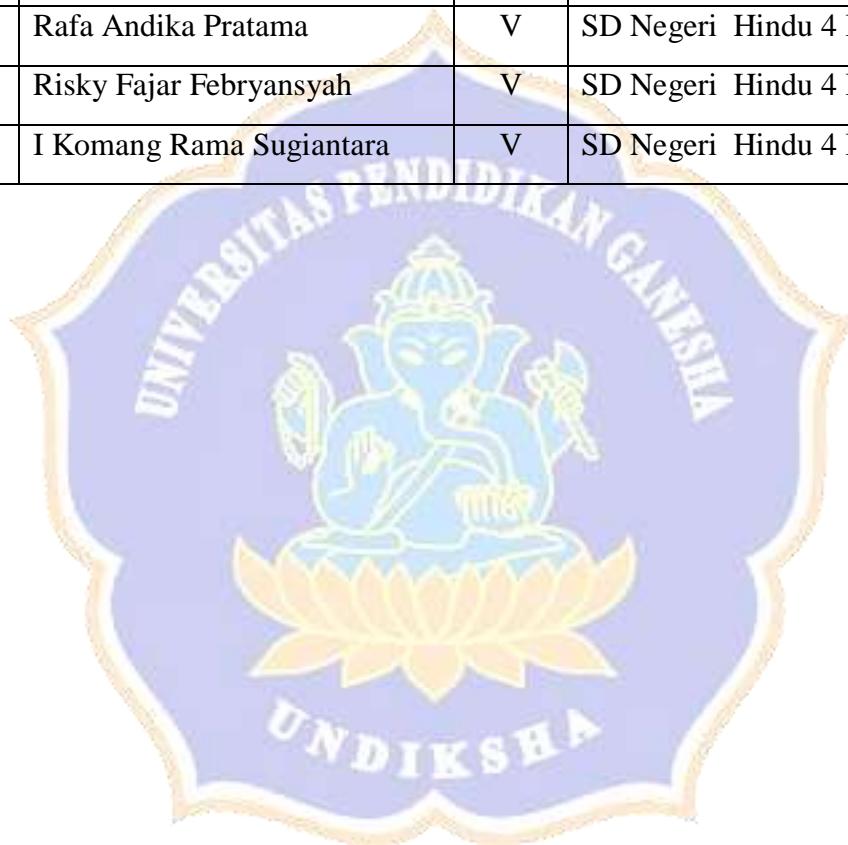 Rafa Andika Pratama V SD Negeri Hindu 4
Risky Fajar Febryansyah V SD Negeri Hindu 4
I Komang Rama Sugiantara V SD Negeri Hindu 4
UNIVERSITAS PENDIDIKAN GANESHA
UNDIKSHA